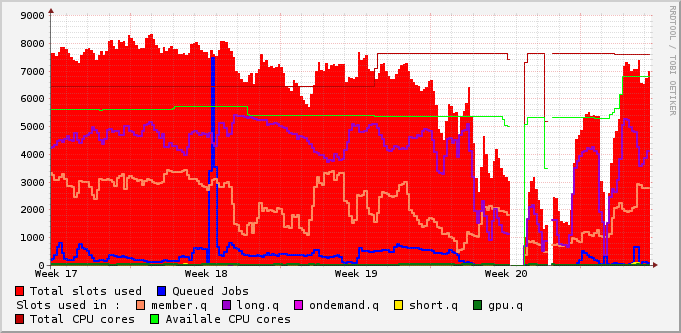 9000
8000
7000
6000
5000
4000
3000
2000
1000
0
Week 17 Week 18 Week 19 Week 20
RRDTOOL / TOBI OETIKER
Total slots used Queued Jobs
Slots used in : member.q long.q ondemand.q short.q gpu.q
Total CPU cores Availale CPU cores